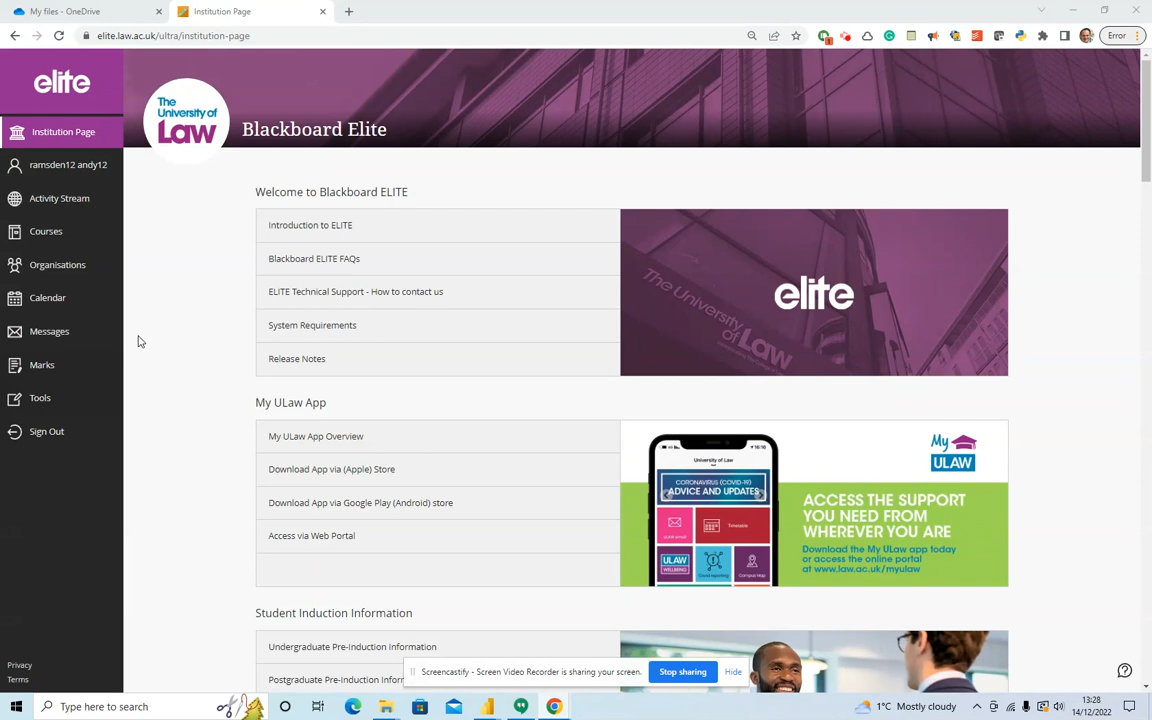 My files - OneDrive
Institution Page
elite.law.ac.uk/ultra/institution-page
1
Error
elite
Institution Page
ramsden12 andy12
Activity Stream
Courses
Organisations
Calendar
Messages
Marks
Tools
Sign Out
Privacy
Terms
The
University of
Law
Blackboard Elite
Welcome to Blackboard ELITE
Introduction to ELITE
Blackboard ELITE FAQs
ELITE Technical Support - How to contact us
System Requirements
Release Notes
The University of
Law
elite
My ULaw App
My ULaw App Overview
Download App via (Apple) Store
Download App via Google Play (Android) store
Access via Web Portal
University of Law
CORONAVIRUS (COVID-19)
ADVICE AND UPDATES
Timetable
ULAW
WELLBEING
Campus Map
My
ULAW
ACCESS THE SUPPORT
YOU NEED FROM
WHEREVER YOU ARE
Download the My ULaw app today
or access the online portal
at www.law.ac.uk/myulaw
Student Induction Information
Undergraduate Pre-Induction Information
Postgraduate Pre-Induction Infor
Screencastify - Screen Video Recorder is sharing your screen.
Stop sharing
Hide
Type here to search
1°C Mostly cloudy
13:28
14/12/2022